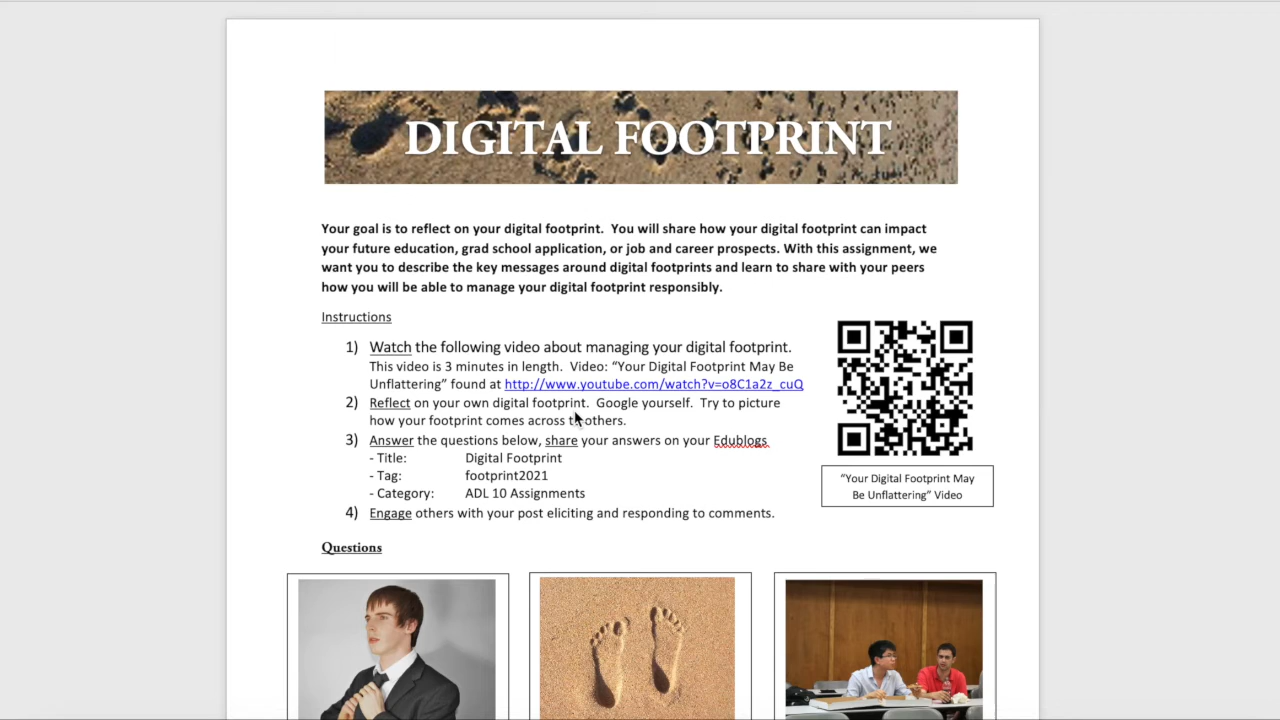 DIGITAL FOOTPRINT
Your goal is to reflect on your digital footprint.  You will share how your digital footprint can impact
your future education, grad school application, or job and career prospects. With this assignment, we
want you to describe the key messages around digital footprints and learn to share with your peers
how you will be able to manage your digital footprint responsibly.
Instructions
1) Watch the following video about managing your digital footprint.
This video is 3 minutes in length.  Video: “Your Digital Footprint May Be
Unflattering” found at http://www.youtube.com/watch?v=o8C1a2z_cuQ
2) Reflect on your own digital footprint.  Google yourself.  Try to picture
how your footprint comes across to others.
3) Answer the questions below, share your answers on your Edublogs
- Title: Digital Footprint
- Tag: footprint2021
- Category: ADL 10 Assignments
4) Engage others with your post eliciting and responding to comments.
“Your Digital Footprint May
Be Unflattering” Video
Questions